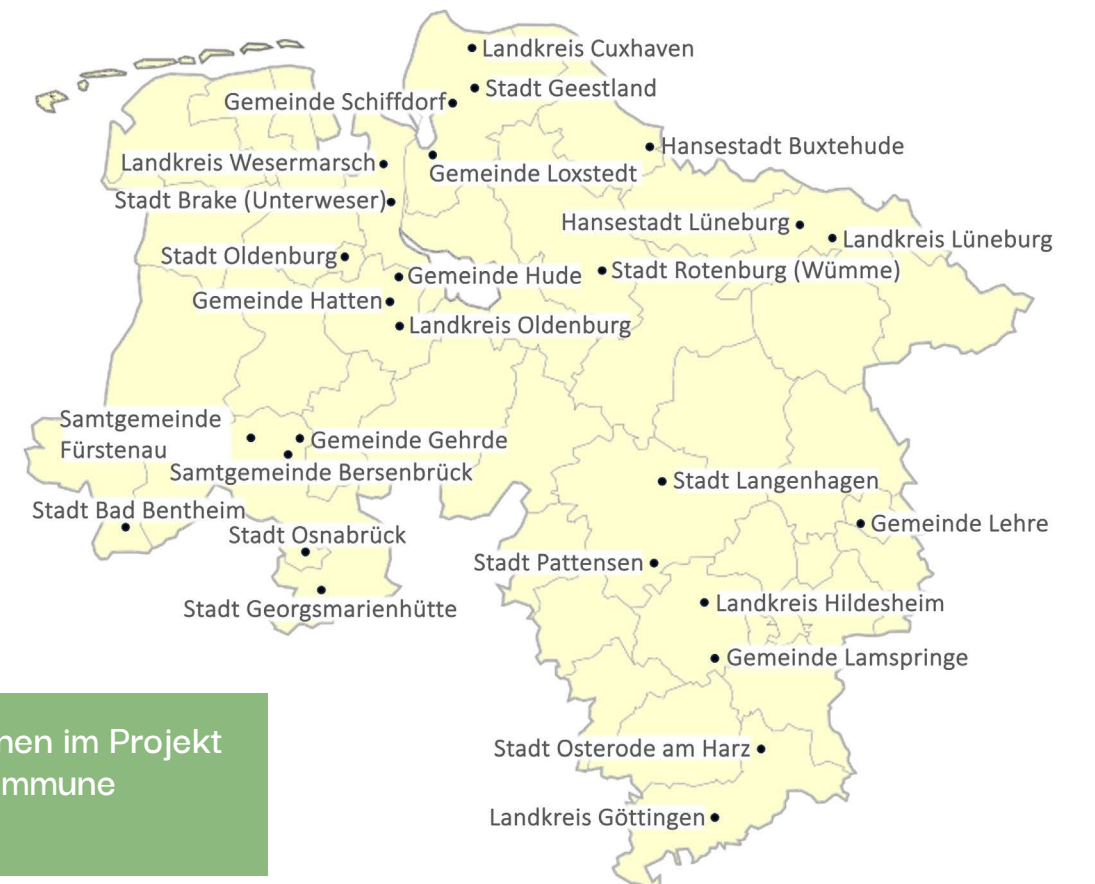 Landkreis Cuxhaven
Stadt Geestland
Gemeinde Schiffdorf
Hansestadt Buxtehude
Landkreis Wesermarsch
Gemeinde Loxstedt
Stadt Brake (Unterweser)
Hansestadt Lüneburg
Landkreis Lüneburg
Stadt Oldenburg
Gemeinde Hude
Stadt Rotenburg (Wümme)
Gemeinde Hatten
Landkreis Oldenburg
Samtgemeinde
Fürstenau
Gemeinde Gehrde
Samtgemeinde Bersenbrück
Stadt Langenhagen
Stadt Bad Bentheim
Gemeinde Lehre
Stadt Osnabrück
Stadt Pattensen
Landkreis Hildesheim
Stadt Georgsmarienhütte
Gemeinde Lamspringe
nen im Projekt
mmune
Stadt Osterode am Harz
Landkreis Göttingen